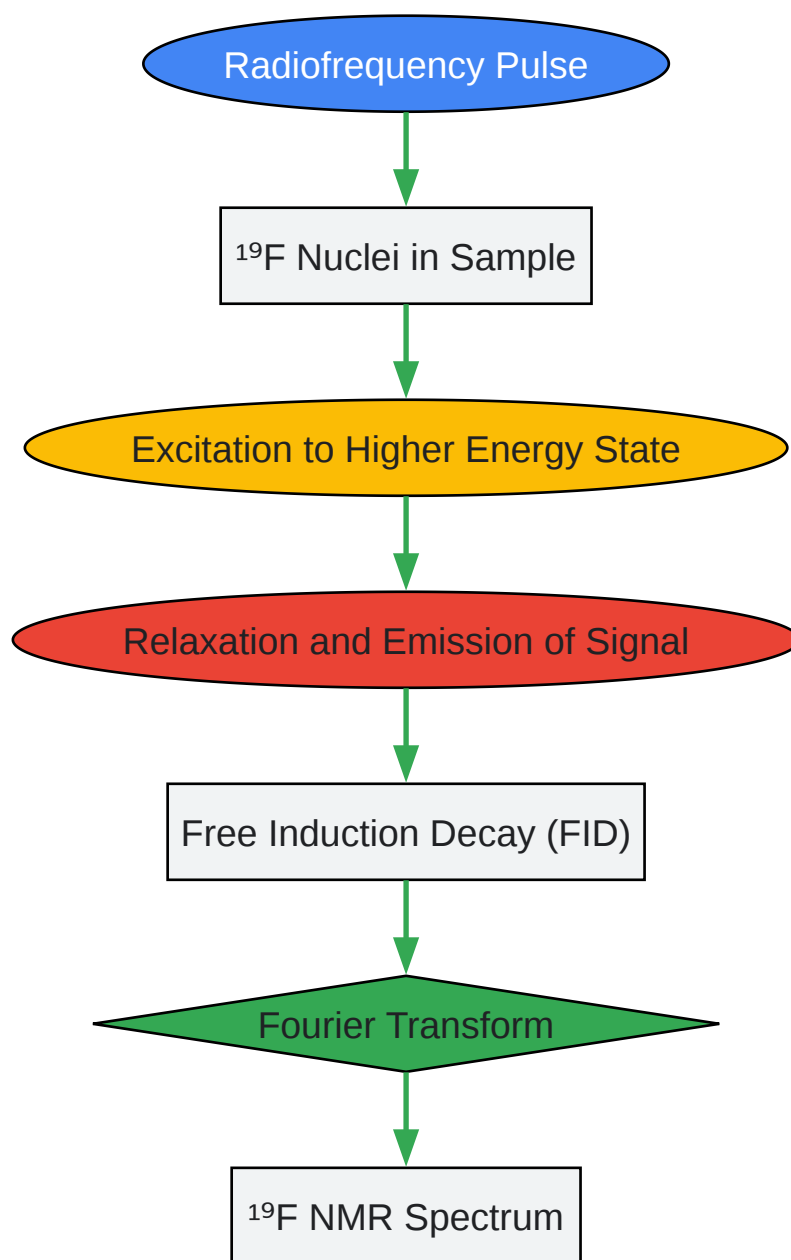 Radiofrequency Pulse
¹⁹F Nuclei in Sample
Excitation to Higher Energy State
Relaxation and Emission of Signal
Free Induction Decay (FID)
Fourier Transform
¹⁹F NMR Spectrum